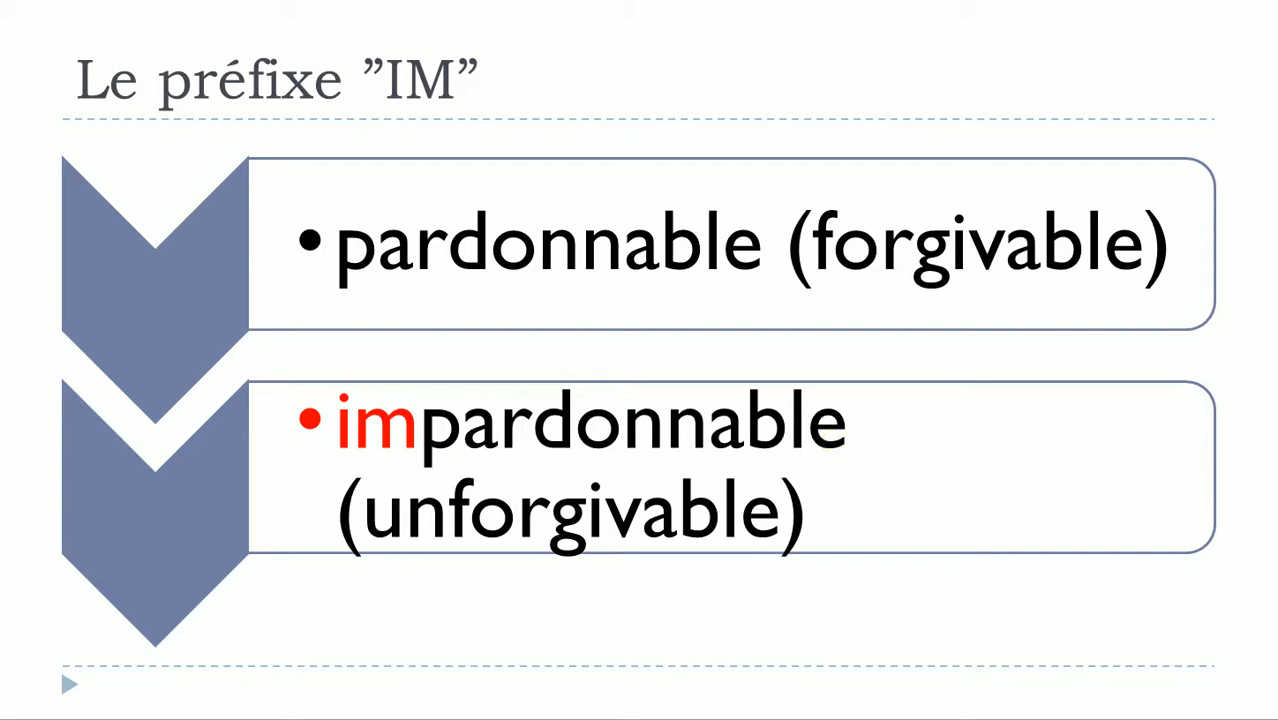 Le préfixe ”IM”
•pardonnable (forgivable)
•impardonnable
(unforgivable)